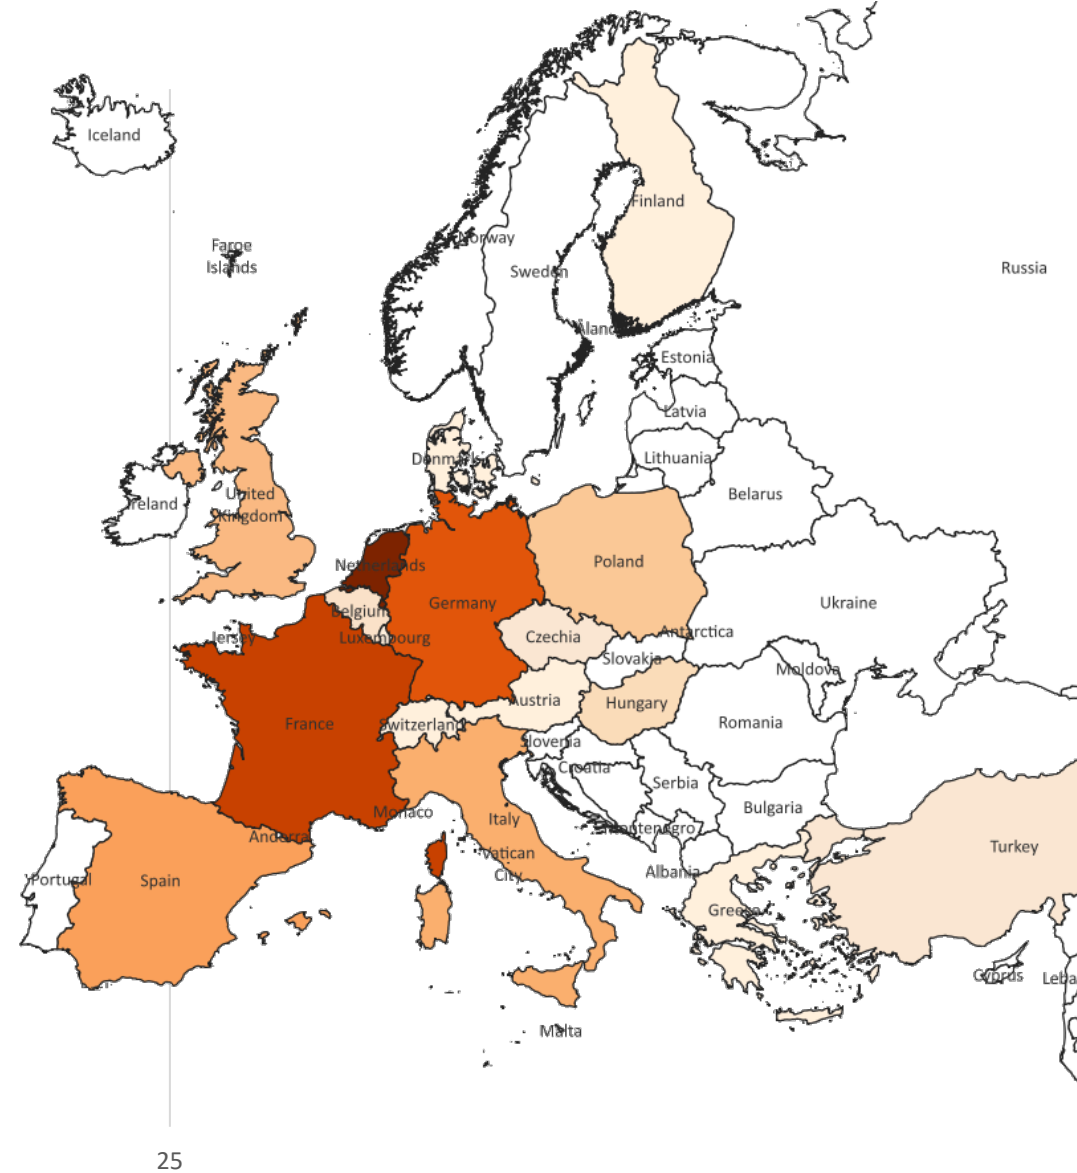 Iceland
Faroe
Islands
Norway
Finland
Sweden
Russia
Åland
Estonia
Latvia
Denmark
Lithuania
Ireland
United
Kingdom
Belarus
Netherlands
Poland
Belgium
Germany
Ukraine
Jersey
Luxembourg
Czechia
Antarctica
Slovakia
Moldova
France
Switzerland
Austria
Hungary
Romania
Slovenia
Croatia
Serbia
Monaco
Italy
Bulgaria
Andorra
Montenegro
Turkey
Vatican
City
Portugal
Spain
Albania
Greece
Cyprus
Leba
Malta
25